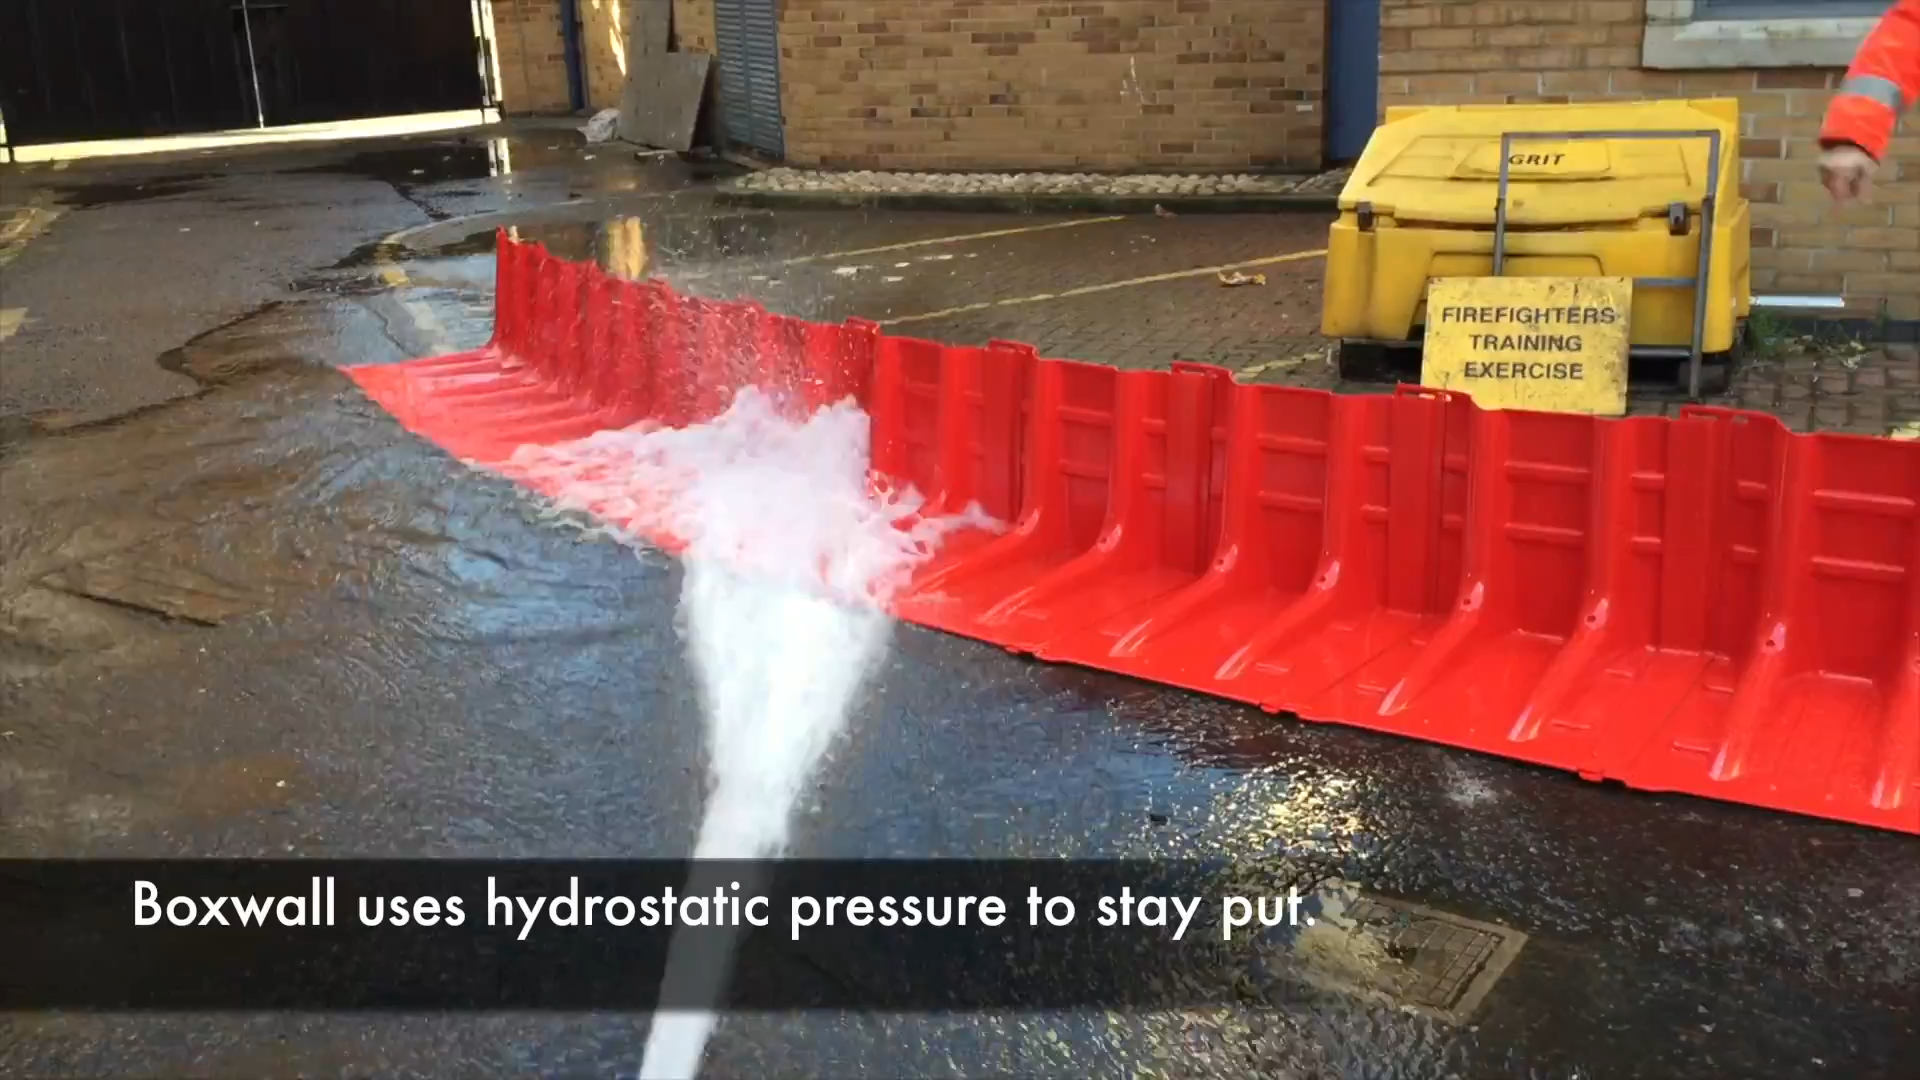 GRIT
FIREFIGHTERS
TRAINING
EXERCISE
Boxwall uses hydrostatic pressure to stay put.